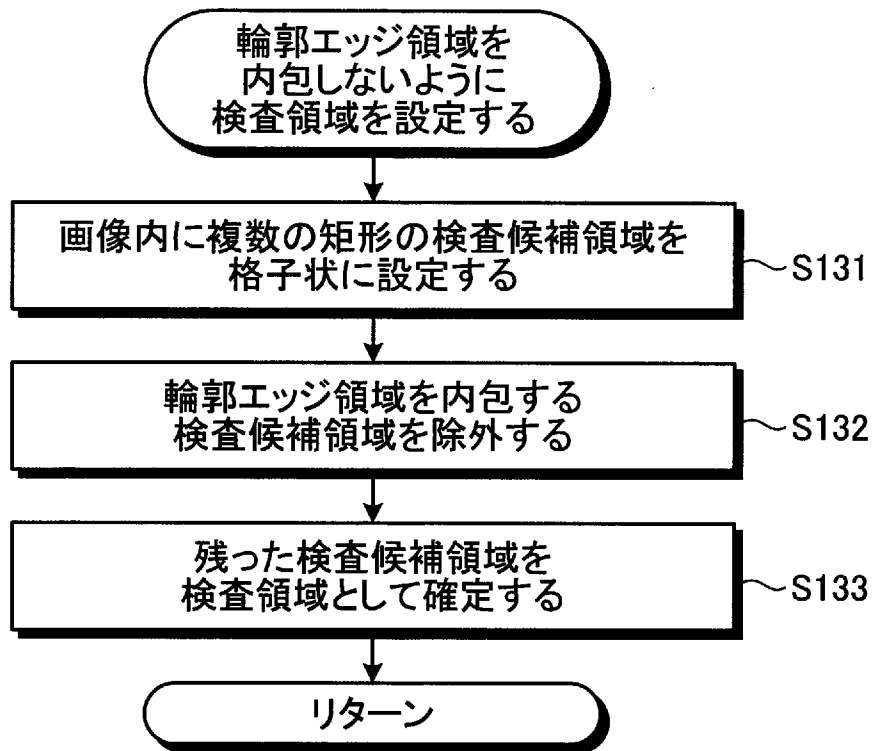 輪郭エッジ領域を
内包しないように
検査領域を設定する
画像内に複数の矩形の検査候補領域を
格子状に設定する
S131
輪郭エッジ領域を内包する
検査候補領域を除外する
S132
残った検査候補領域を
検査領域として確定する
S133
リターン